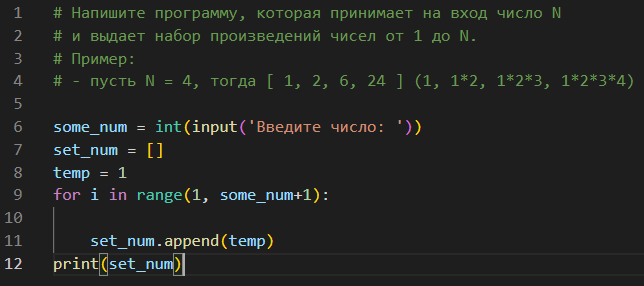 1 # Напишите программу, которая принимает на вход число N
2 # и выдает набор произведений чисел от 1 до N.
3 # Пример:
4 # - пусть N = 4, тогда [ 1, 2, 6, 24 ] (1, 1*2, 1*2*3, 1*2*3*4)
5
6 some_num = int(input('Введите число: '))
7 set_num = []
8 temp = 1
9 for i in range(1, some_num+1):
10
11     set_num.append(temp)
12 print(set_num)